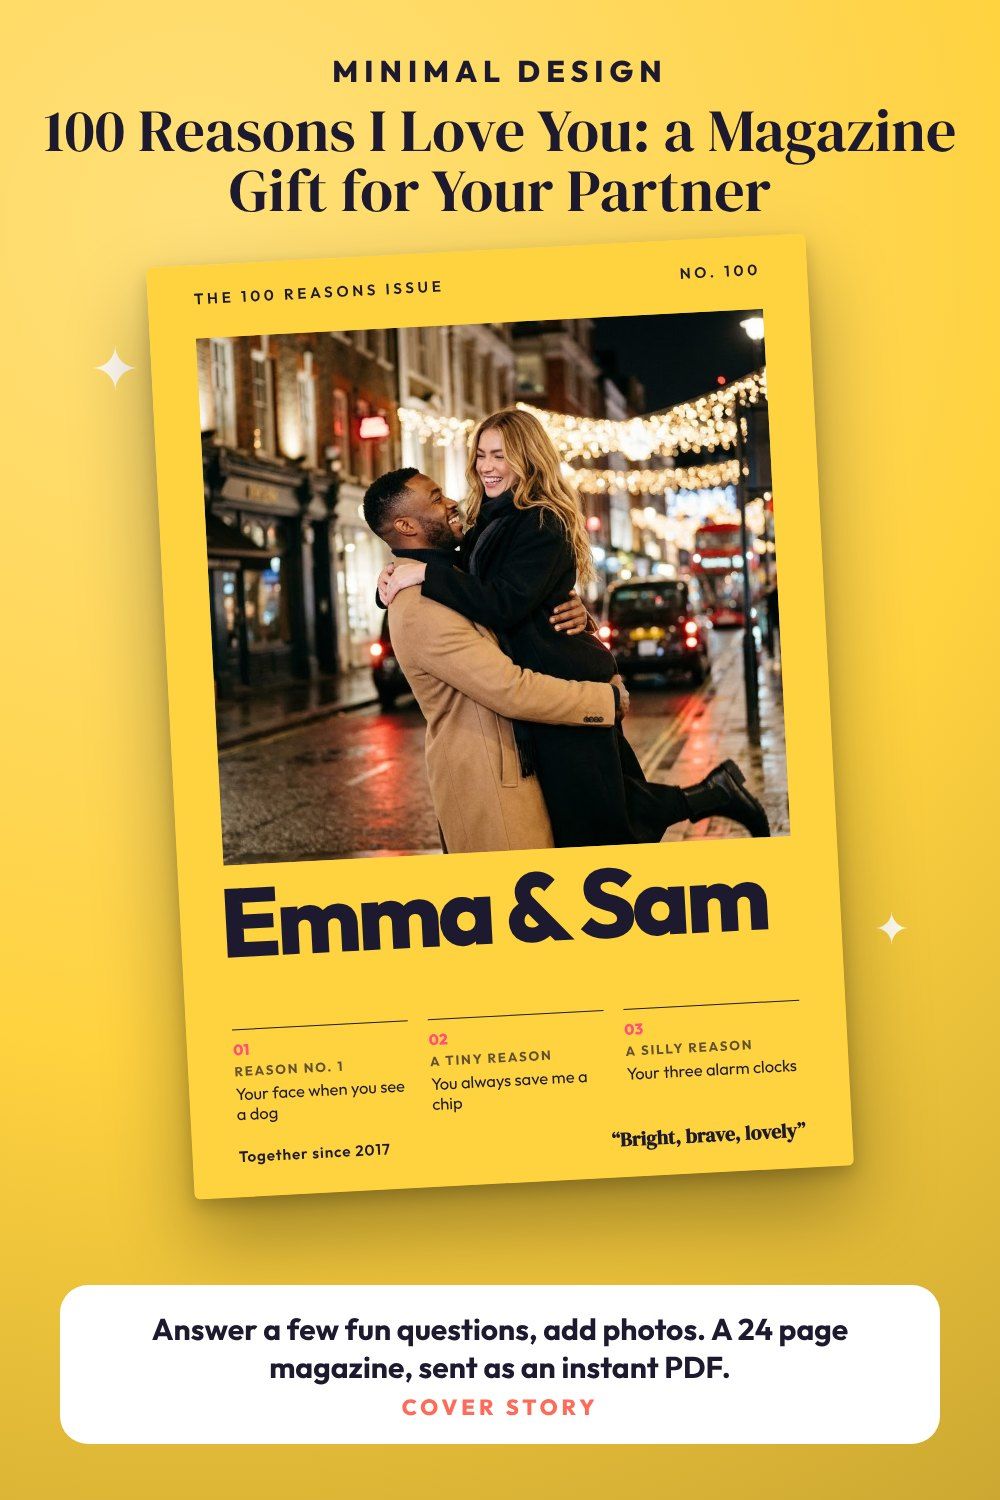 MINIMAL DESIGN
100 Reasons I Love You: a Magazine
Gift for Your Partner
THE 100 REASONS ISSUE
NO. 100
Emma & Sam
01
REASON NO. 1
Your face when you see
a dog
02
A TINY REASON
You always save me a
chip
03
A SILLY REASON
Your three alarm clocks
Together since 2017
“Bright, brave, lovely”
Answer a few fun questions, add photos. A 24 page
magazine, sent as an instant PDF.
COVER STORY